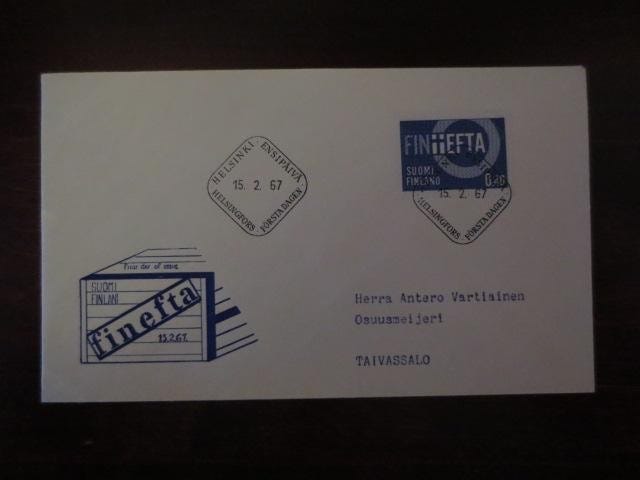 HELSINKI ENSIPÄIVÄ
15. 2. 67
HELSINGFORS FÖRSTA DAGEN
FINEFTA
SUOMI
FINLAND 0,40
15. 2. 67
HELSINGFORS FÖRSTA DAGEN
First day of issue
SUOMI
FINLAND
finefta
15.2.67.
Herra Antero Vartiainen
Osuusmeijeri
TAIVASSALO